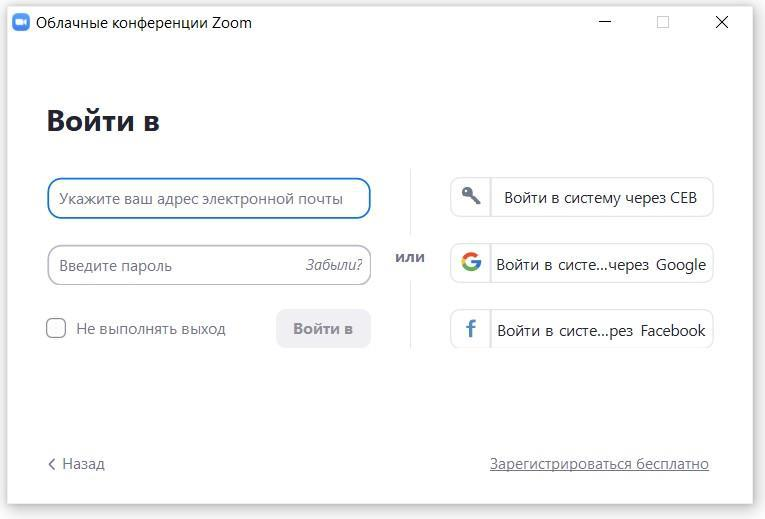 Облачные конференции Zoom
Войти в
Укажите ваш адрес электронной почты
Введите пароль
Забыли?
Не выполнять выход
Войти в
или
Войти в систему через СЕВ
Войти в систе...через Google
Войти в систе...рез Facebook
Назад
Зарегистрироваться бесплатно